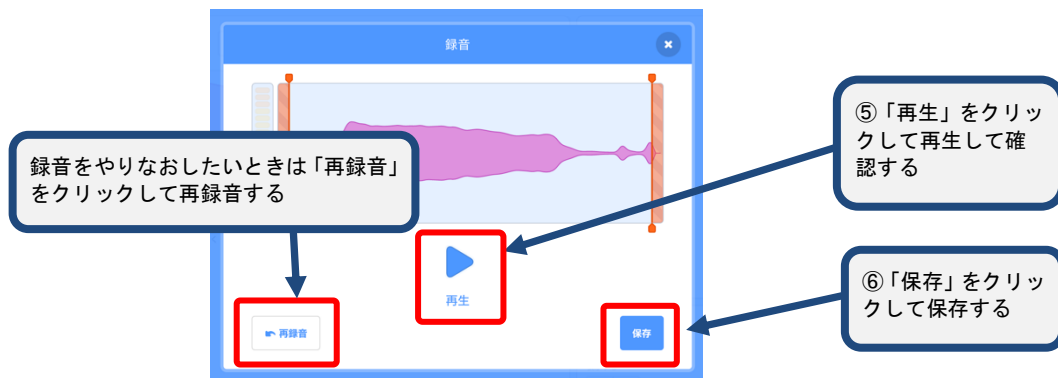 録音
録音をやりなおしたいときは「再録音」
をクリックして再録音する
⑤「再生」をクリッ
クして再生して確
認する
再生
⑥「保存」をクリッ
クして保存する
再録音
保存